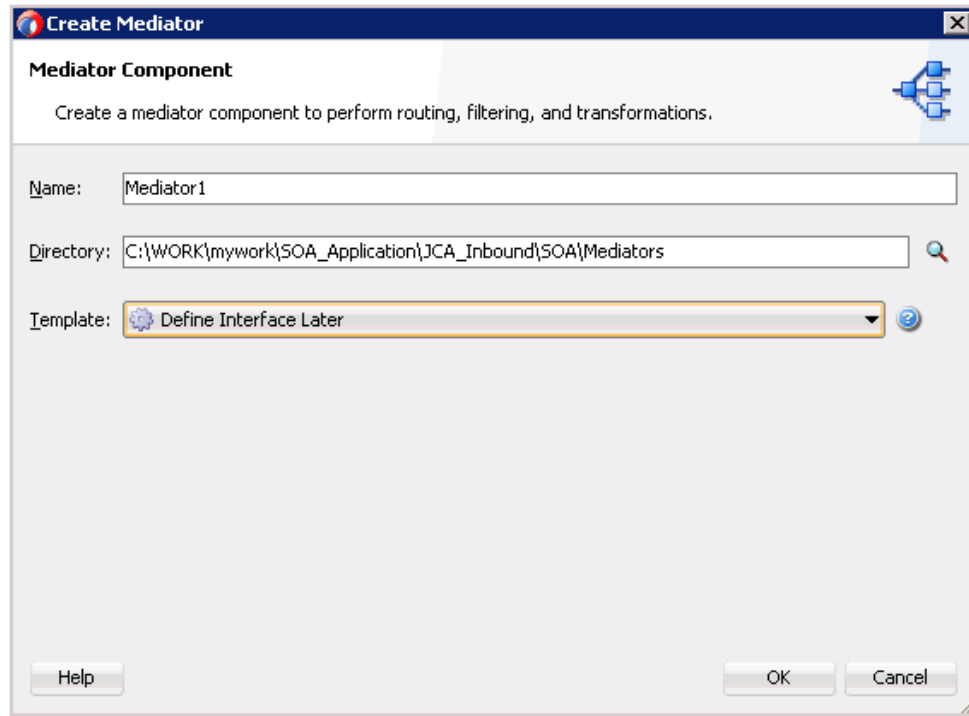 Create Mediator
Mediator Component
Create a mediator component to perform routing, filtering, and transformations.
Name: Mediator1
Directory: C:\WORK\mywork\SOA_Application\JCA_Inbound\SOA\Mediators
Template: Define Interface Later
Help OK Cancel